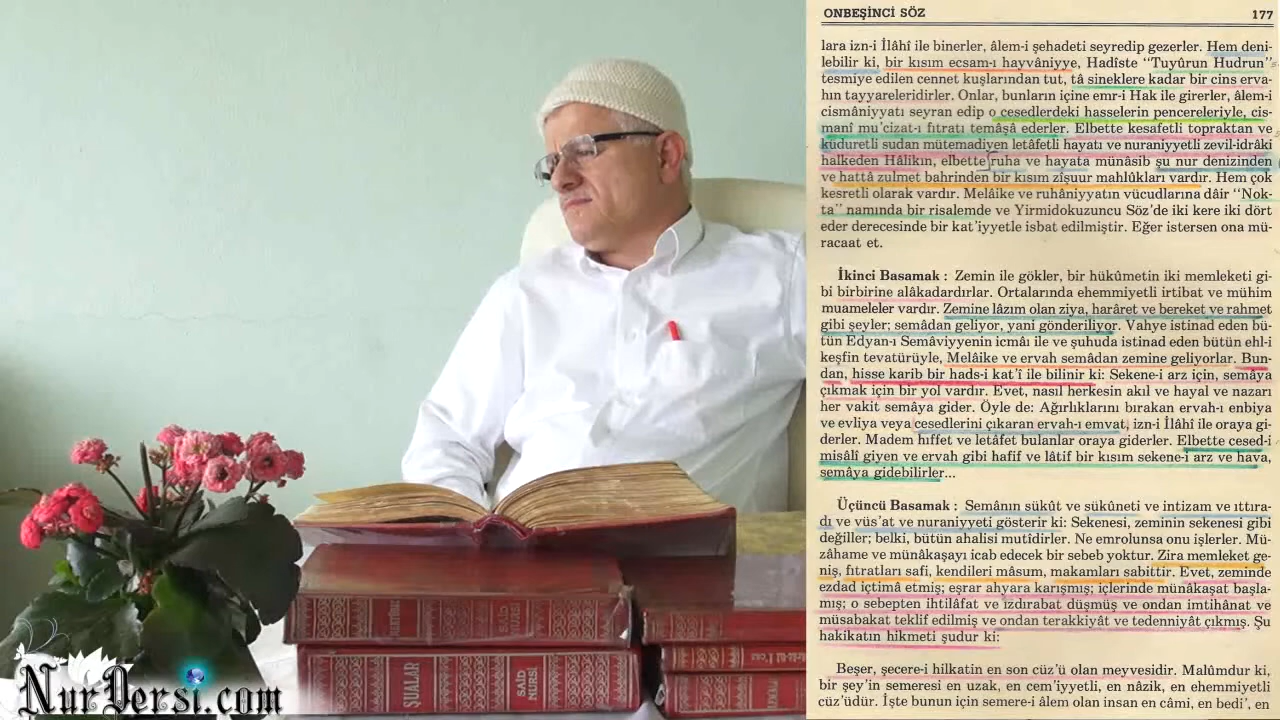 ONBEŞİNCİ SÖZ 177
lara izn-i İlâhî ile binerler, âlem-i şehadeti seyredip gezerler. Hem deni-
lebilir ki, bir kısım ecsam-ı hayvâniyye, Hadîste "Tuyûrun Hudrun"
tesmiye edilen cennet kuşlarından tut, tâ sineklere kadar bir cins erva-
hın tayyareleridirler. Onlar, bunların içine emr-i Hak ile girerler, âlem-i
cismâniyyatı seyran edip o cesedlerdeki hasselerin pencereleriyle, cis-
manî mu'cizat-ı fıtratı temâşâ ederler. Elbette kesafetli topraktan ve
küduretli sudan mütemadiyen letâfetli hayatı ve nuraniyyetli zevil-idrâki
halkeden Hâlikın, elbette ruha ve hayata münâsib şu nur denizinden
ve hattâ zulmet bahrinden bir kısım zîşuur mahlûkları vardır. Hem çok
kesretli olarak vardır. Melâike ve ruhâniyyatın vücudlarına dâir "Nok-
ta" namında bir risalemde ve Yirmidokuzuncu Söz'de iki kere iki dört
eder derecesinde bir kat'iyyetle isbat edilmiştir. Eğer istersen ona mü-
racaat et.
İkinci Basamak : Zemin ile gökler, bir hükûmetin iki memleketi gi-
bi birbirine alâkadardırlar. Ortalarında ehemmiyetli irtibat ve mühim
muameleler vardır. Zemine lâzım olan ziya, harâret ve bereket ve rahmet
gibi şeyler; semâdan geliyor, yani gönderiliyor. Vahye istinad eden bü-
tün Edyan-ı Semâviyyenin icmâı ile ve şuhuda istinad eden bütün ehl-i
keşfin tevatürüyle, Melâike ve ervah semâdan zemine geliyorlar. Bun-
dan, hisse karib bir hads-i kat'î ile bilinir ki: Sekene-i arz için, semâya
çıkmak için bir yol vardır. Evet, nasıl herkesin akıl ve hayal ve nazarı
her vakit semâya gider. Öyle de: Ağırlıklarını bırakan ervah-ı enbiya
ve evliya veya cesedlerini çıkaran ervah-ı emvat, izn-i İlâhî ile oraya gi-
derler. Madem hıffet ve letâfet bulanlar oraya giderler. Elbette cesed-i
misâlî giyen ve ervah gibi hafif ve lâtif bir kısım sekene-i arz ve hava,
semâya gidebilirler...
Üçüncü Basamak : Semânın sükût ve sükûneti ve intizam ve ıttıra-
dı ve vüs'at ve nuraniyyeti gösterir ki: Sekenesi, zeminin sekenesi gibi
değiller; belki, bütün ahalisi mutîdirler. Ne emrolunsa onu işlerler. Mü-
zâhame ve münâkaşayı icab edecek bir sebeb yoktur. Zira memleket ge-
niş, fıtratları safi, kendileri mâsum, makamları sabittir. Evet, zeminde
ezdad içtimâ etmiş; eşrar ahyara karışmış; içlerinde münâkaşat başla-
mış; o sebepten ihtilâfat ve ızdırabat düşmüş ve ondan imtihânat ve
müsabakat teklif edilmiş ve ondan terakkiyât ve tedenniyât çıkmış. Şu
hakikatın hikmeti şudur ki:
Beşer, şecere-i hilkatin en son cüz'ü olan meyvesidir. Malûmdur ki,
bir şey'in semeresi en uzak, en cem'iyyetli, en nâzik, en ehemmiyetli
cüz'üdür. İşte bunun için semere-i âlem olan insan en câmi, en bedi', en
ŞUALAR
SAİD
NURSİ
NurDersi.com